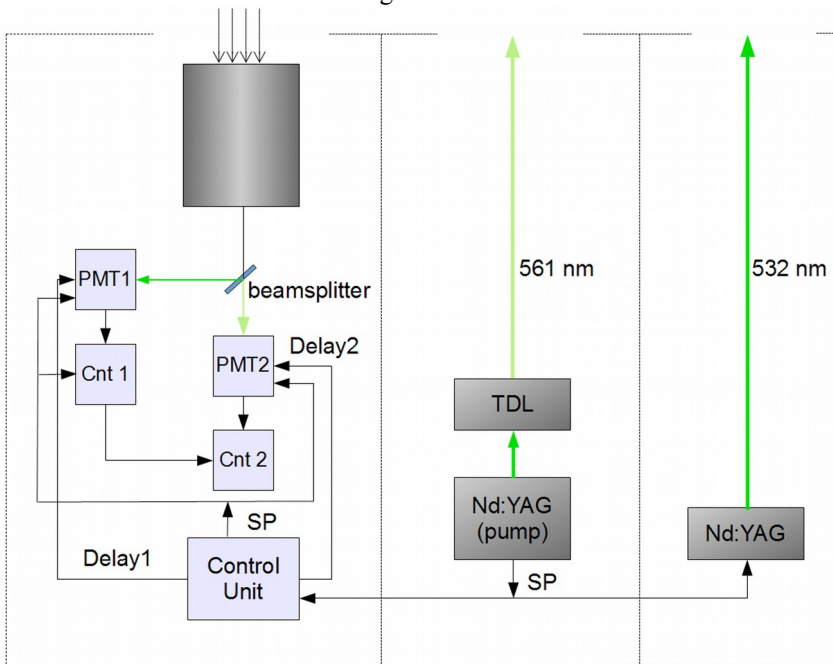 PMT1
beamsplitter
561 nm
532 nm
PMT2
Delay2
Cnt 1
TDL
Cnt 2
Nd:YAG
(pump)
SP
Nd:YAG
Delay1
Control
Unit
SP